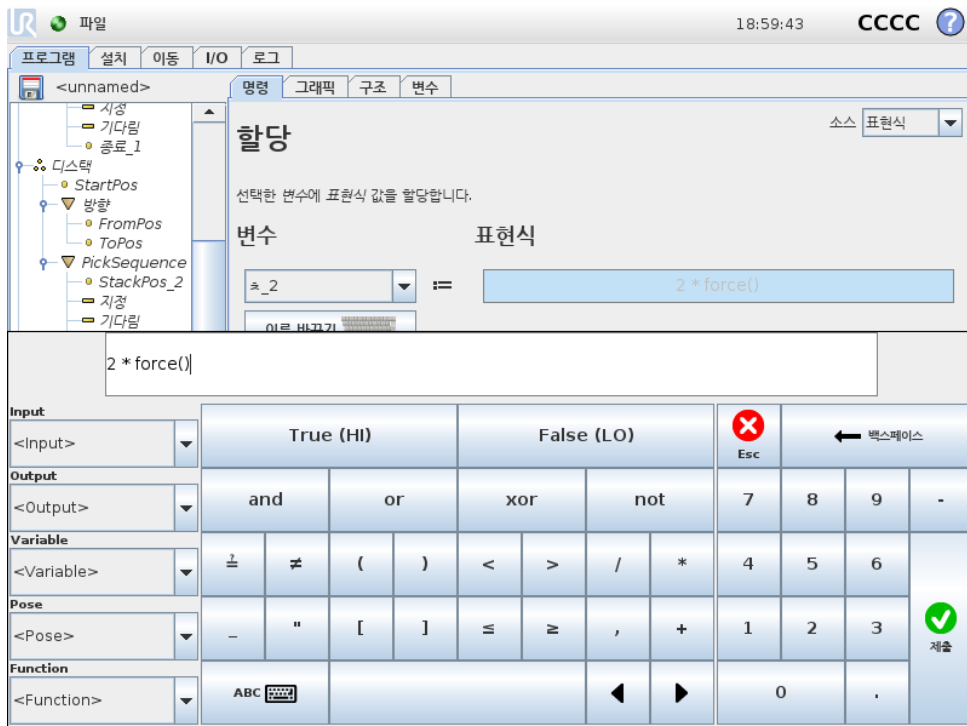 UR 파일 18:59:43 CCCC ?
프로그램 설치 이동 I/O 로그
<unnamed> 명령 그래픽 구조 변수
지정
기다림
종료_1
디스택
StartPos
방향
FromPos
ToPos
PickSequence
StackPos_2
지정
기다림
할당
소스 표현식
선택한 변수에 표현식 값을 할당합니다.
변수 표현식
ㅊ_2 := 2 * force()
이름 바꾸기
2 * force()
Input
<Input> True (HI) False (LO) Esc 백스페이스
Output
<Output> and or xor not 7 8 9 -
Variable
<Variable> ≟ ≠ ( ) < > / * 4 5 6
Pose
<Pose> _ " [ ] ≤ ≥ , + 1 2 3 제출
Function
<Function> ABC 0 .